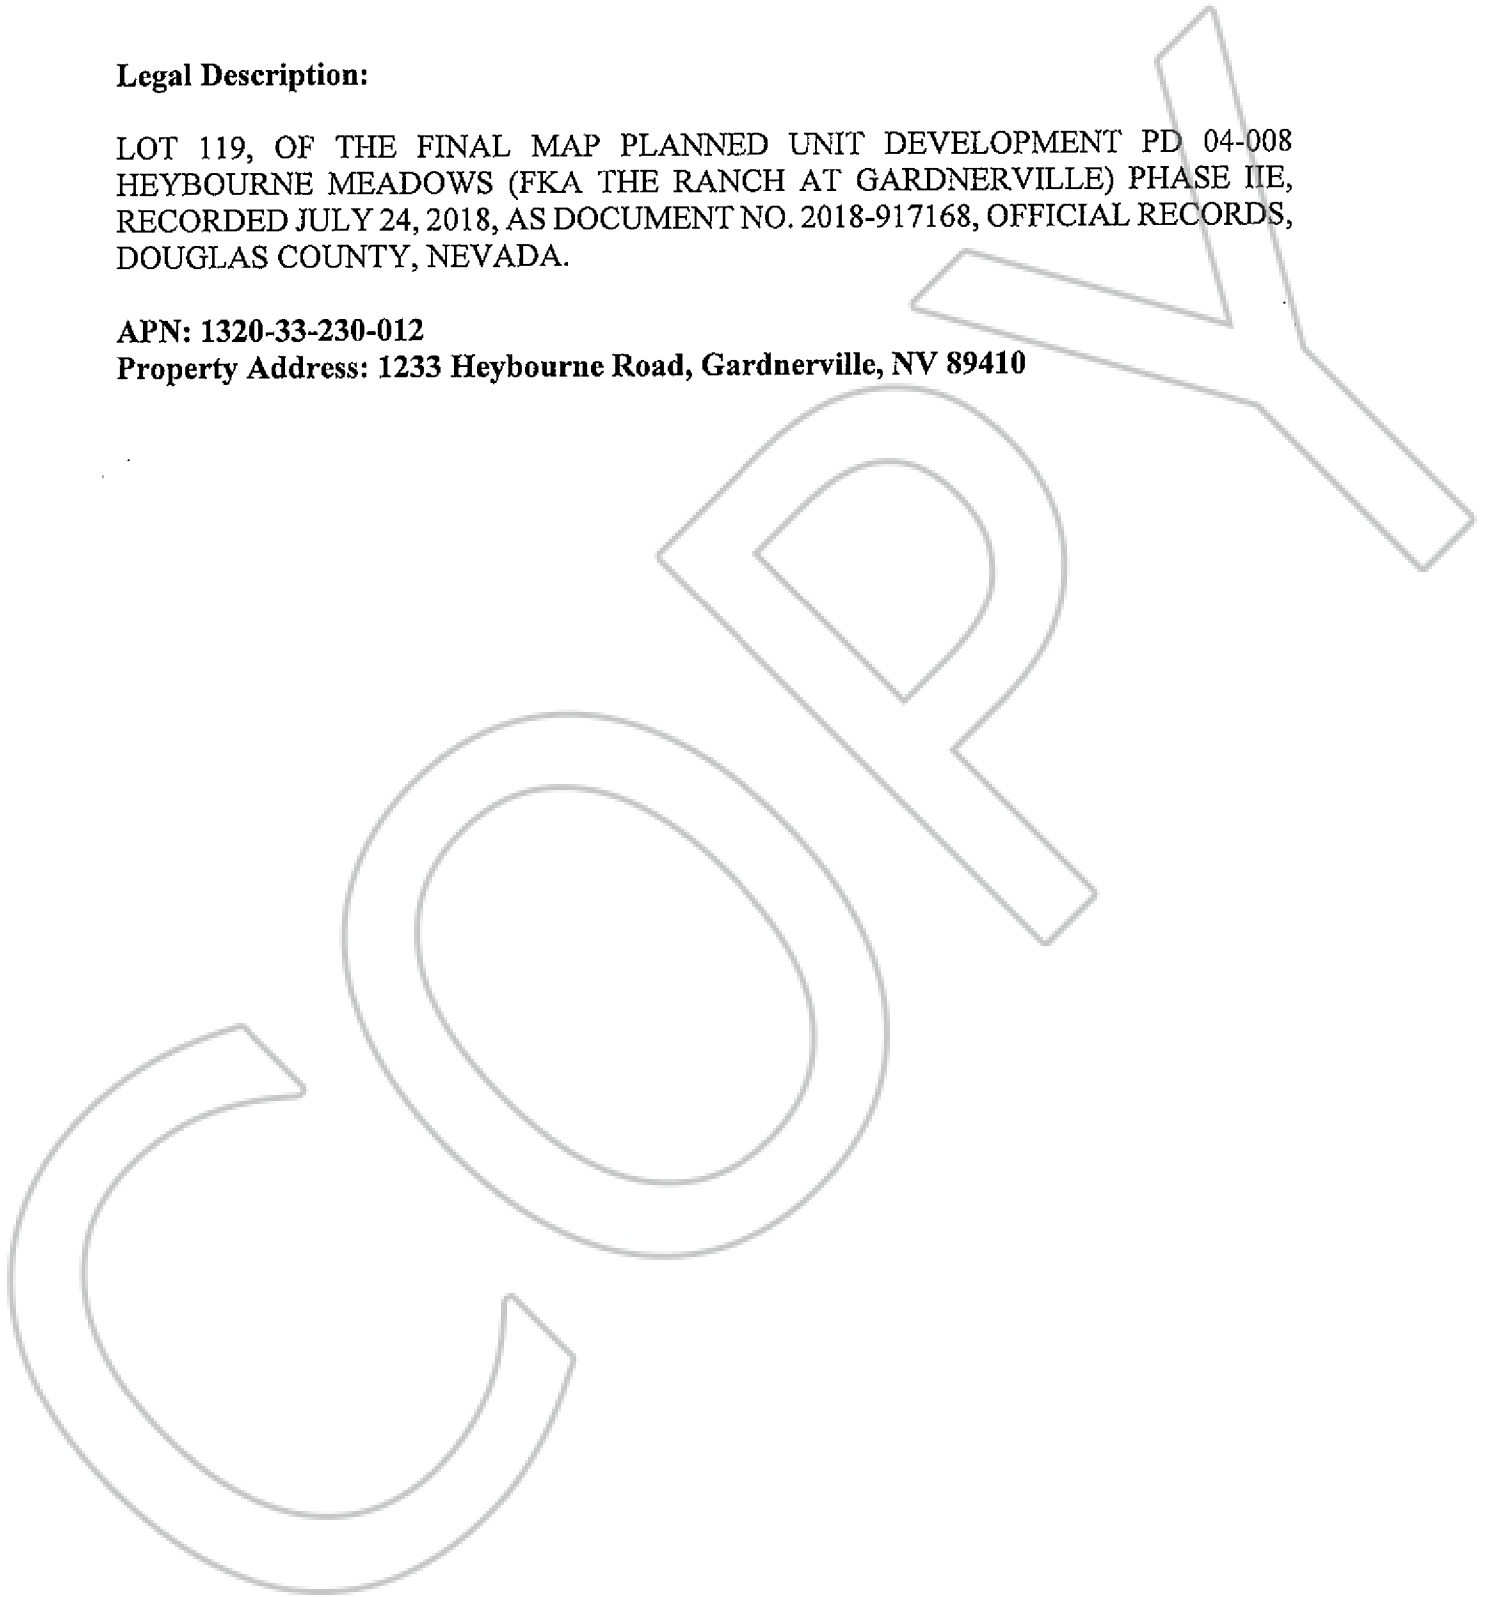 Legal Description:
LOT 119, OF THE FINAL MAP PLANNED UNIT DEVELOPMENT PD 04-008
HEYBOURNE MEADOWS (FKA THE RANCH AT GARDNERVILLE) PHASE IIE,
RECORDED JULY 24, 2018, AS DOCUMENT NO. 2018-917168, OFFICIAL RECORDS,
DOUGLAS COUNTY, NEVADA.
APN: 1320-33-230-012
Property Address: 1233 Heybourne Road, Gardnerville, NV 89410
COPY